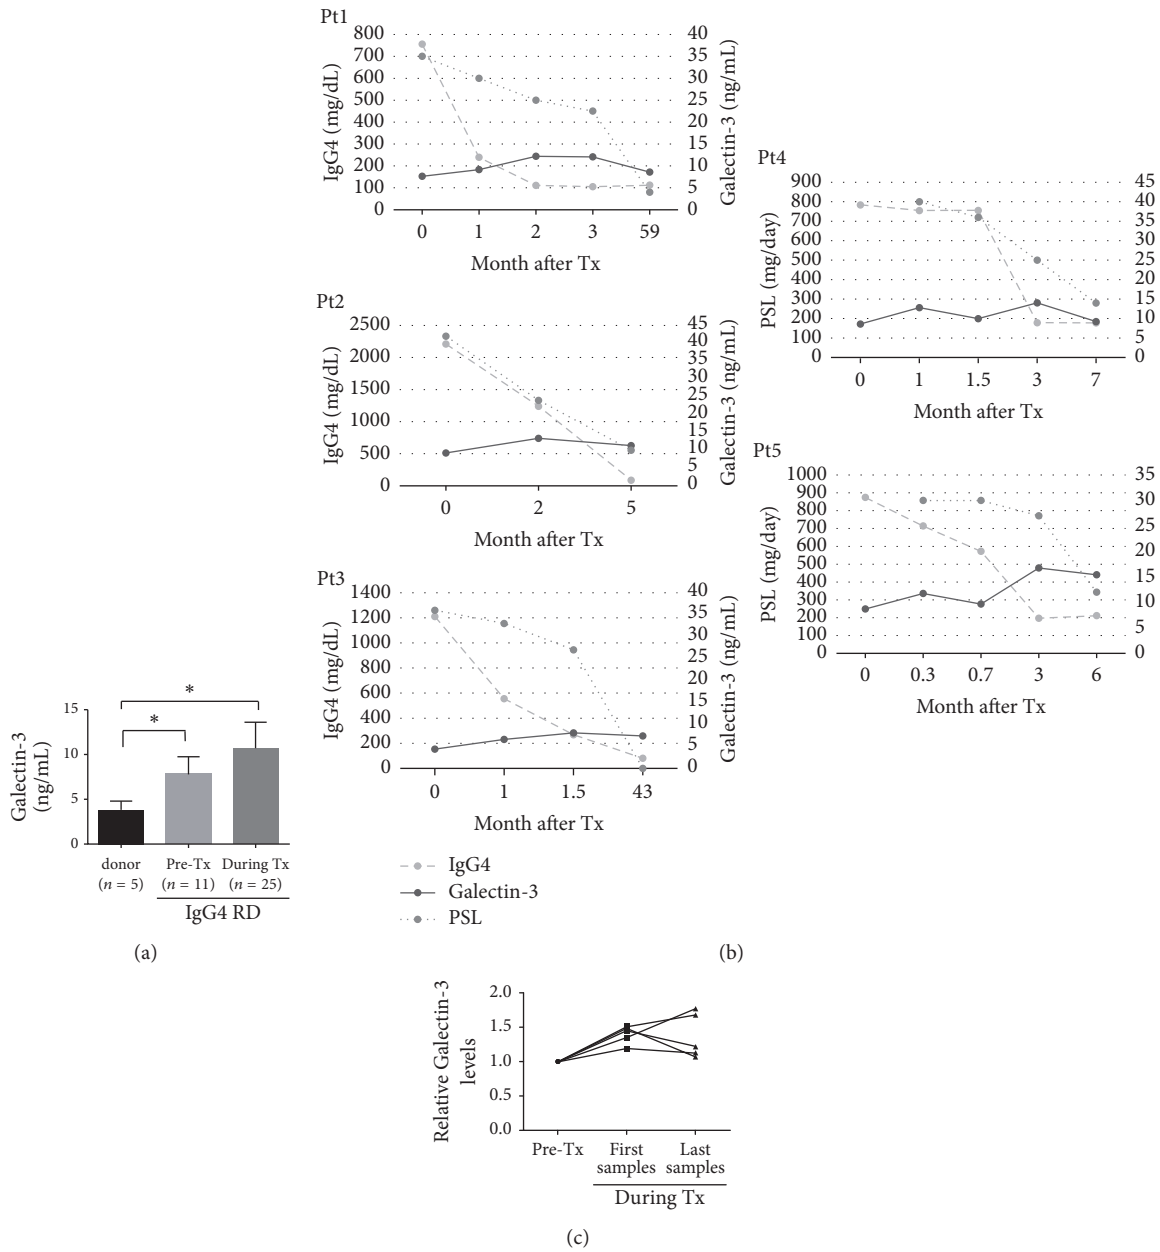 Pt1
IgG4 (mg/dL)
800
700
600
500
400
300
200
100
0
40
35
30
25
20
15
10
5
0
Galectin-3 (ng/mL)
0 1 2 3 59
Month after Tx
Pt2
IgG4 (mg/dL)
2500
2000
1500
1000
500
0
45
40
35
30
25
20
15
10
5
0
Galectin-3 (ng/mL)
0 2 5
Month after Tx
Pt3
IgG4 (mg/dL)
1400
1200
1000
800
600
400
200
0
40
35
30
25
20
15
10
5
0
Galectin-3 (ng/mL)
0 1 1.5 43
Month after Tx
Pt4
PSL (mg/day)
900
800
700
600
500
400
300
200
100
0
45
40
35
30
25
20
15
10
5
0
0 1 1.5 3 7
Month after Tx
Pt5
PSL (mg/day)
1000
900
800
700
600
500
400
300
200
100
0
35
30
25
20
15
10
5
0
0 0.3 0.7 3 6
Month after Tx
IgG4
Galectin-3
PSL
(b)
Galectin-3
(ng/mL)
15
10
5
0
*
*
donor Pre-Tx During Tx
(n = 5) (n = 11) (n = 25)
IgG4 RD
(a)
Relative Galectin-3
levels
2.0
1.5
1.0
0.5
0.0
Pre-Tx First Last
samples samples
During Tx
(c)